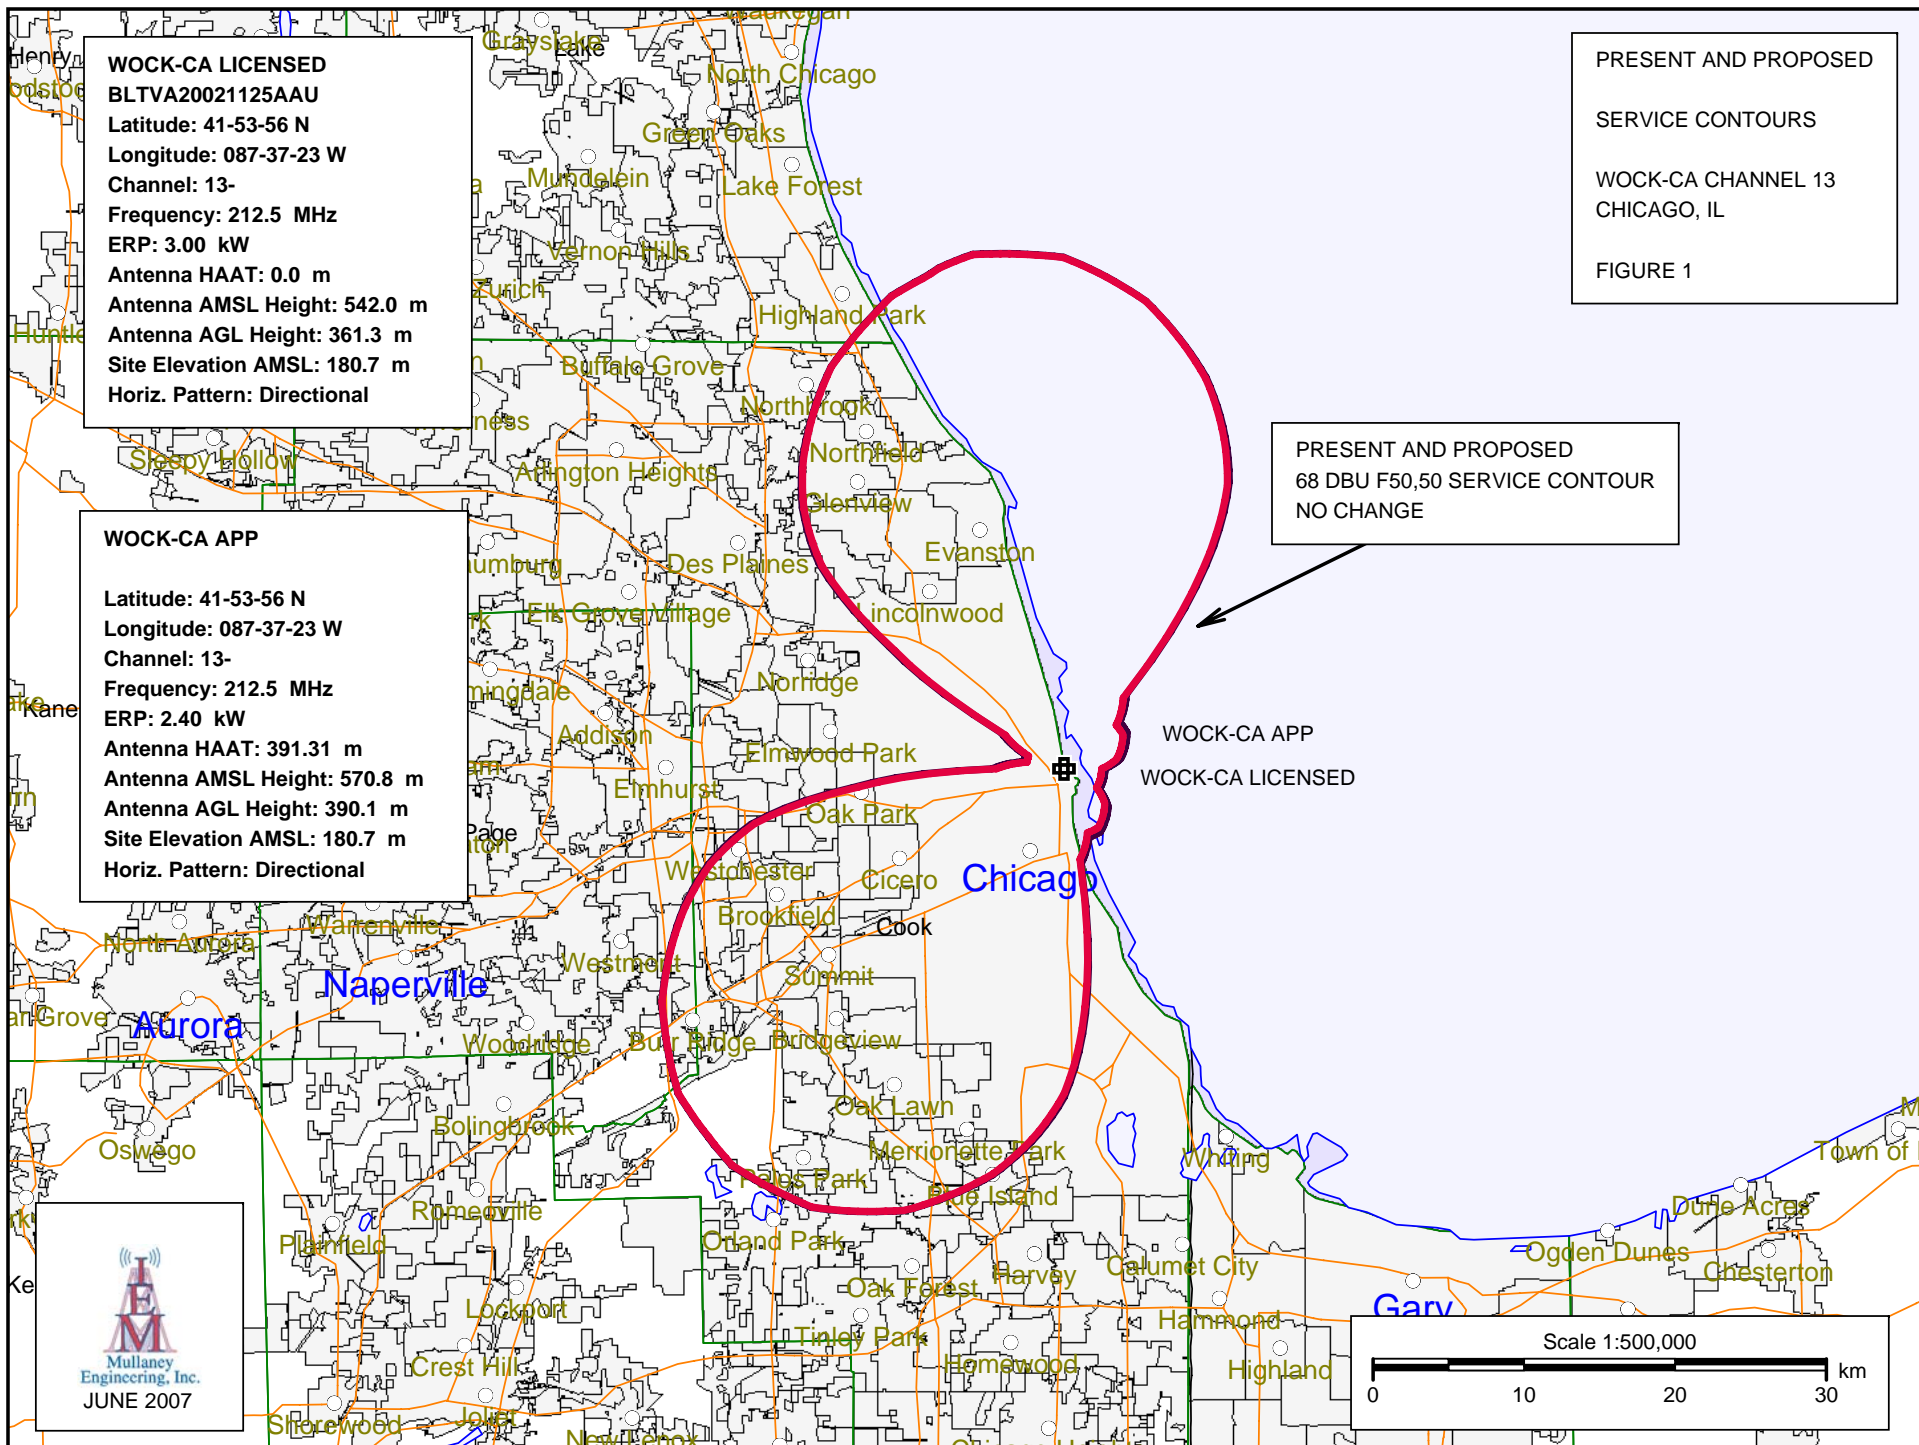 WOCK-CA LICENSED
BLTVA20021125AAU
Latitude: 41-53-56 N
Longitude: 087-37-23 W
Channel: 13-
Frequency: 212.5 MHz
ERP: 3.00 kW
Antenna HAAT: 0.0 m
Antenna AMSL Height: 542.0 m
Antenna AGL Height: 361.3 m
Site Elevation AMSL: 180.7 m
Horiz. Pattern: Directional
WOCK-CA APP
Latitude: 41-53-56 N
Longitude: 087-37-23 W
Channel: 13-
Frequency: 212.5 MHz
ERP: 2.40 kW
Antenna HAAT: 391.31 m
Antenna AMSL Height: 570.8 m
Antenna AGL Height: 390.1 m
Site Elevation AMSL: 180.7 m
Horiz. Pattern: Directional
PRESENT AND PROPOSED
SERVICE CONTOURS
WOCK-CA CHANNEL 13
CHICAGO, IL
FIGURE 1
PRESENT AND PROPOSED
68 DBU F50,50 SERVICE CONTOUR
NO CHANGE
WOCK-CA APP
WOCK-CA LICENSED
Waukegan
Grayslake
Lake
Henry
North Chicago
Green Oaks
Mundelein
Lake Forest
Vernon Hills
Zurich
Highland Park
Buffalo Grove
Northbrook
Sleepy Hollow
Arlington Heights
Northfield
Glenview
Evanston
Des Plaines
Elk Grove Village
Lincolnwood
Norridge
Kane
Addison
Elmwood Park
Elmhurst
Oak Park
Page
Westchester
Cicero
Chicago
Brookfield
Cook
Warrenville
North Aurora
Westmont
Summit
Naperville
Aurora
Woodridge
Burr Ridge
Bridgeview
Oak Lawn
Bolingbrook
Oswego
Merrionette Park
Whiting
Town of
Palos Park
Blue Island
Romeoville
Dune Acres
Plainfield
Orland Park
Ogden Dunes
Calumet City
Harvey
Chesterton
Oak Forest
Lockport
Hammond
Gary
Tinley Park
Crest Hill
Homewood
Highland
Shorewood
Joliet
New Lenox
IEM
Mullaney
Engineering, Inc.
JUNE 2007
Scale 1:500,000
km
0 10 20 30